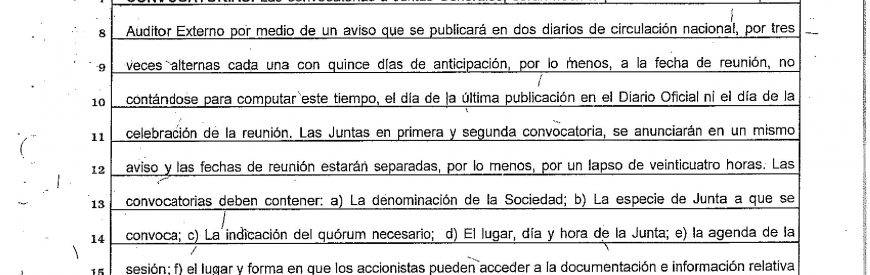 8 Auditor Externo por medio de un aviso que se publicará en dos diarios de circulación nacional, por tres
9 veces alternas cada una con quince días de anticipación, por lo menos, a la fecha de reunión, no
10 contándose para computar este tiempo, el día de la última publicación en el Diario Oficial ni el día de la
11 celebración de la reunión. Las Juntas en primera y segunda convocatoria, se anunciarán en un mismo
12 aviso y las fechas de reunión estarán separadas, por lo menos, por un lapso de veinticuatro horas. Las
13 convocatorias deben contener: a) La denominación de la Sociedad; b) La especie de Junta a que se
14 convoca; c) La indicación del quórum necesario; d) El lugar, día y hora de la Junta; e) la agenda de la
15 sesión; f) el lugar y forma en que los accionistas pueden acceder a la documentación e información relativa